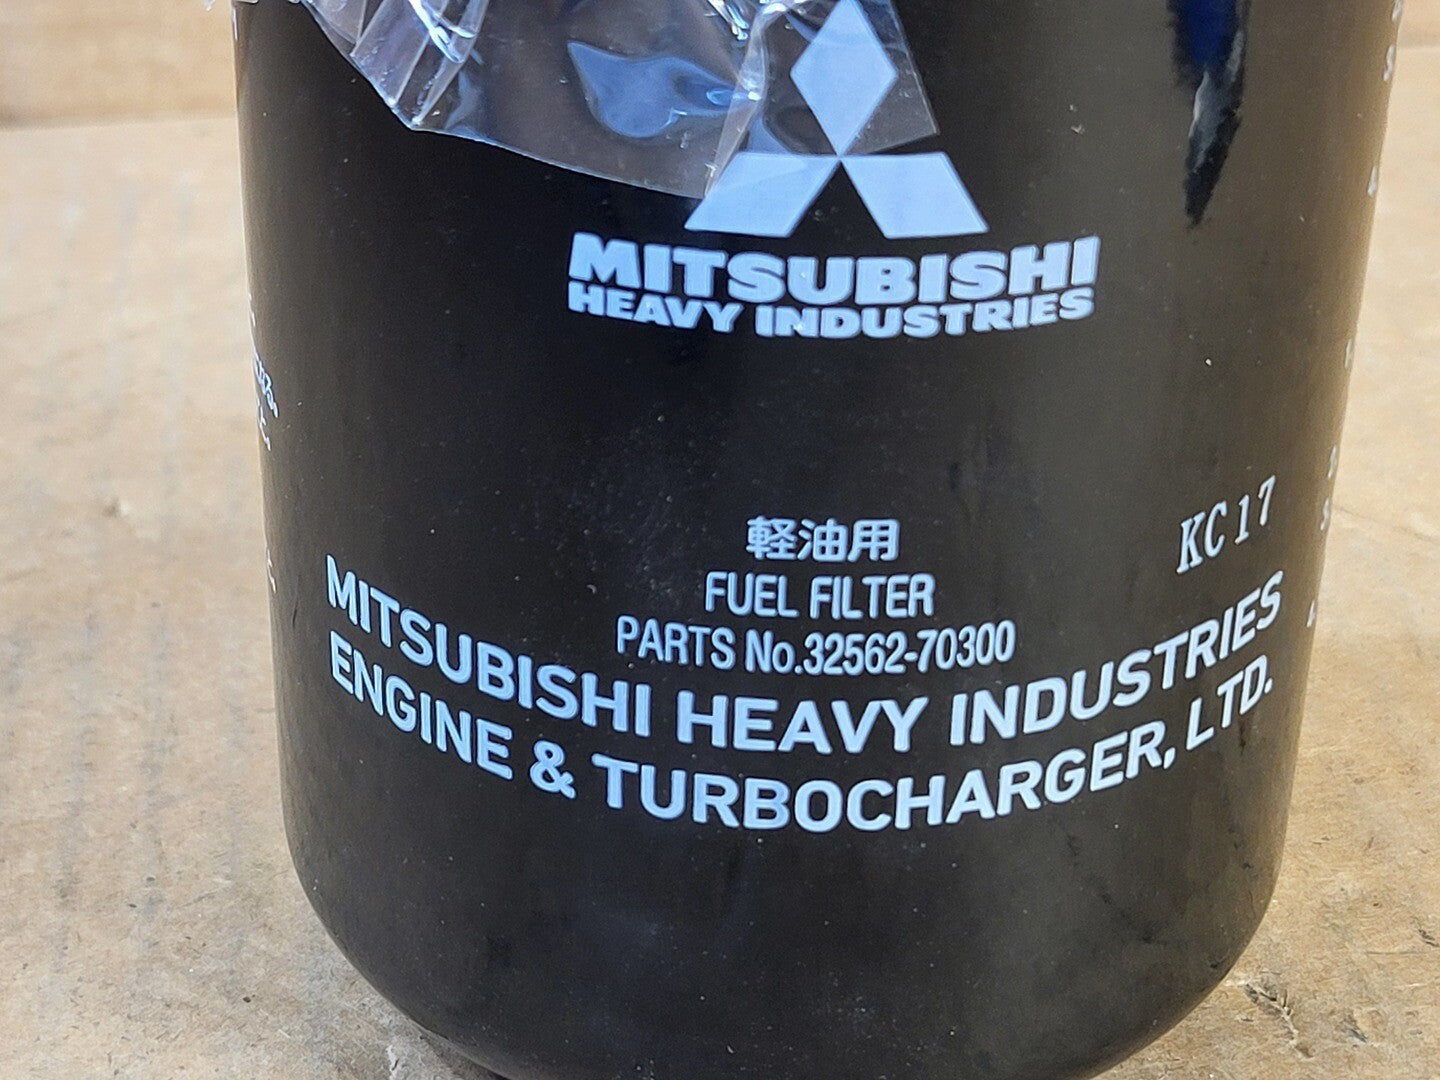 MITSUBISHI
HEAVY INDUSTRIES
軽油用
FUEL FILTER
PARTS No.32562-70300
KC17
MITSUBISHI HEAVY INDUSTRIES
ENGINE & TURBOCHARGER, LTD.